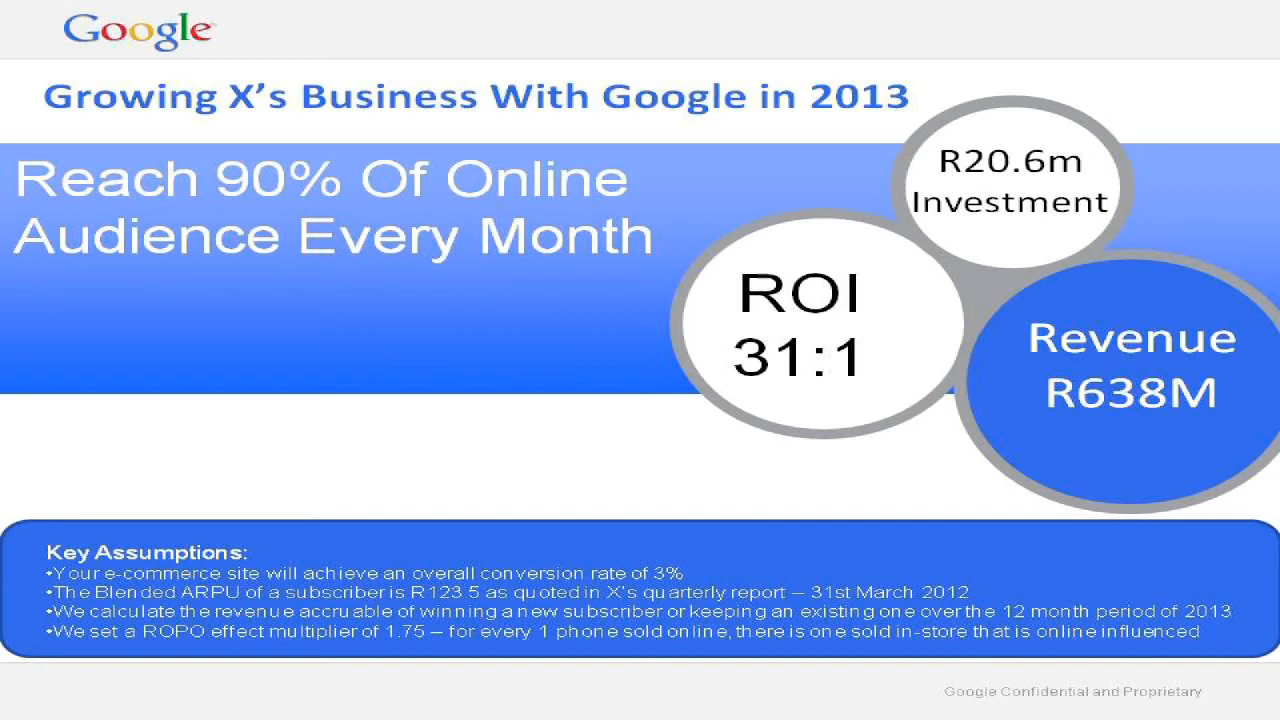 Google
Growing X's Business With Google in 2013
Reach 90% Of Online
Audience Every Month
R20.6m
Investment
ROI
31:1
Revenue
R638M
Key Assumptions:
•Your e-commerce site will achieve an overall conversion rate of 3%
•The Blended ARPU of a subscriber is R123.5 as quoted in X's quarterly report – 31st March 2012
•We calculate the revenue accruable of winning a new subscriber or keeping an existing one over the 12 month period of 2013
•We set a ROPO effect multiplier of 1.75 – for every 1 phone sold online, there is one sold in-store that is online influenced
Google Confidential and Proprietary